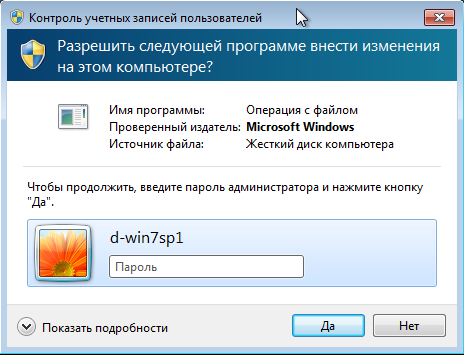 Контроль учетных записей пользователей
Разрешить следующей программе внести изменения
на этом компьютере?
Имя программы: Операция с файлом
Проверенный издатель: Microsoft Windows
Источник файла: Жесткий диск компьютера
Чтобы продолжить, введите пароль администратора и нажмите кнопку
"Да".
d-win7sp1
Пароль
Показать подробности Да Нет